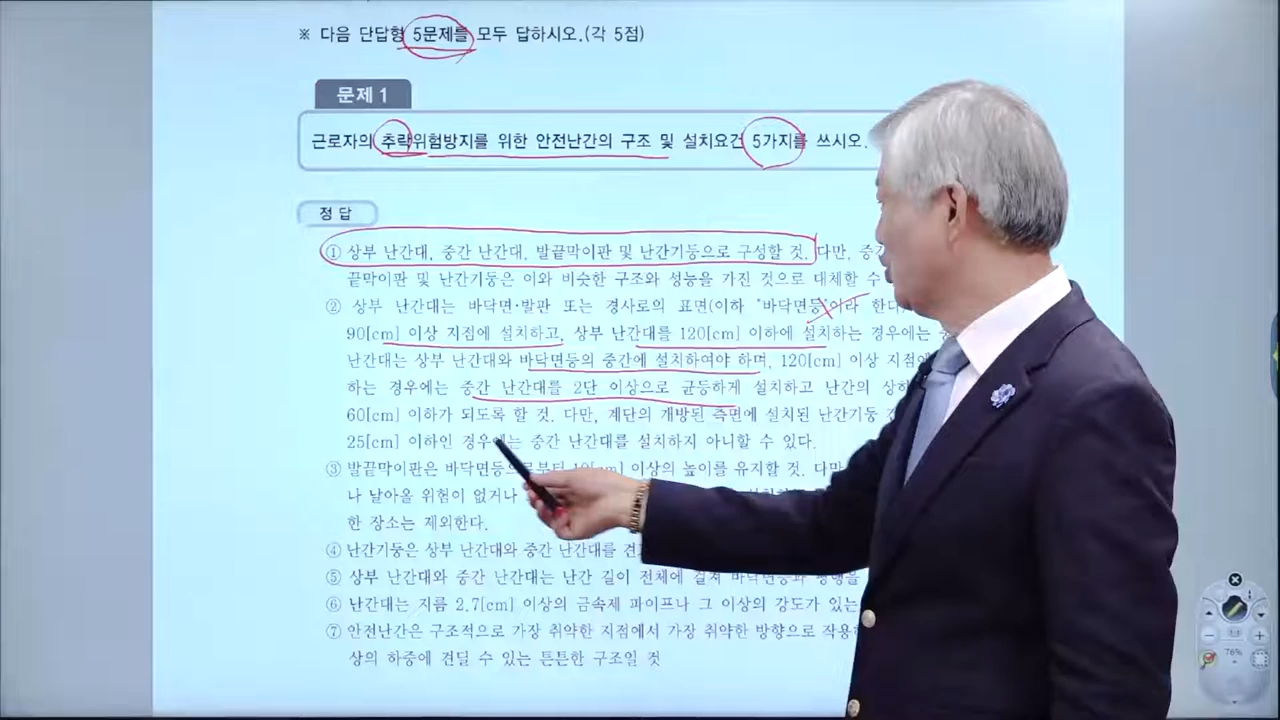 ※ 다음 단답형 5문제를 모두 답하시오.(각 5점)
문제 1
근로자의 추락위험방지를 위한 안전난간의 구조 및 설치요건 5가지를 쓰시오.
정 답
① 상부 난간대, 중간 난간대, 발끝막이판 및 난간기둥으로 구성할 것. 다만, 중간
끝막이판 및 난간기둥은 이와 비슷한 구조와 성능을 가진 것으로 대체할 수
② 상부 난간대는 바닥면·발판 또는 경사로의 표면(이하 "바닥면등"이라 한다)
90[cm] 이상 지점에 설치하고, 상부 난간대를 120[cm] 이하에 설치하는 경우에는
난간대는 상부 난간대와 바닥면등의 중간에 설치하여야 하며, 120[cm] 이상 지점에
하는 경우에는 중간 난간대를 2단 이상으로 균등하게 설치하고 난간의 상하
60[cm] 이하가 되도록 할 것. 다만, 계단의 개방된 측면에 설치된 난간기둥
25[cm] 이하인 경우에는 중간 난간대를 설치하지 아니할 수 있다.
③ 발끝막이판은 바닥면등으로부터 10[cm] 이상의 높이를 유지할 것. 다만
나 날아올 위험이 없거나
한 장소는 제외한다.
④ 난간기둥은 상부 난간대와 중간 난간대를
⑤ 상부 난간대와 중간 난간대는 난간 길이 전체에 걸쳐 바닥면등과 평행을
⑥ 난간대는 지름 2.7[cm] 이상의 금속제 파이프나 그 이상의 강도가 있는
⑦ 안전난간은 구조적으로 가장 취약한 지점에서 가장 취약한 방향으로
상의 하중에 견딜 수 있는 튼튼한 구조일 것
76%